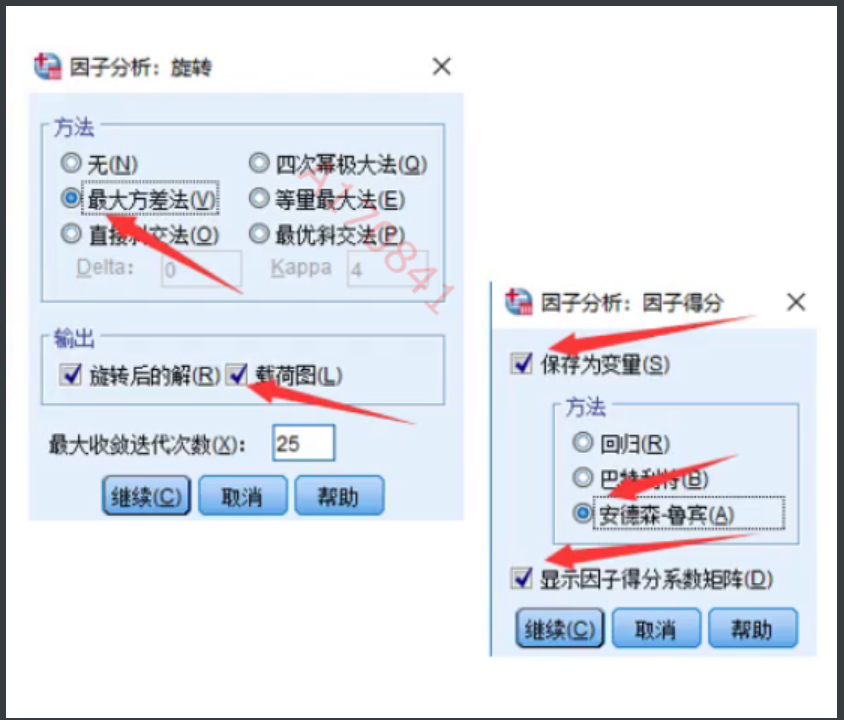 因子分析：旋转
方法
无(N)
四次幂极大法(Q)
最大方差法(V)
等量最大法(E)
直接斜交法(O)
最优斜交法(P)
Delta:
0
Kappa
4
A178841
输出
旋转后的解(R)
载荷图(L)
最大收敛迭代次数(X):
25
继续(C)
取消
帮助
因子分析：因子得分
保存为变量(S)
方法
回归(R)
巴特利特(B)
安德森-鲁宾(A)
显示因子得分系数矩阵(D)
继续(C)
取消
帮助